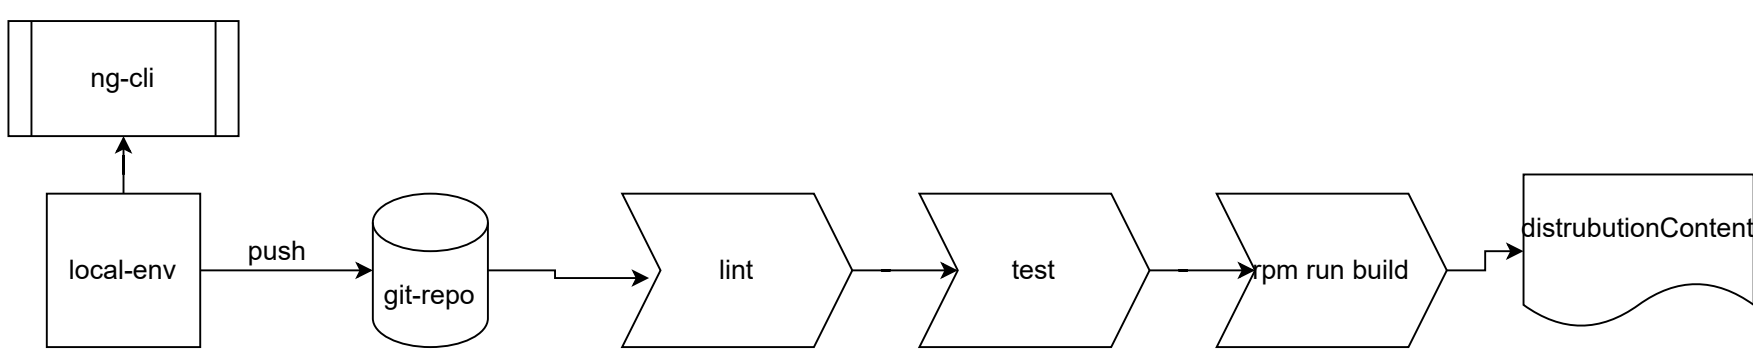 ng-cli
local-env
push
git-repo
lint
test
rpm run build
distrubutionContent